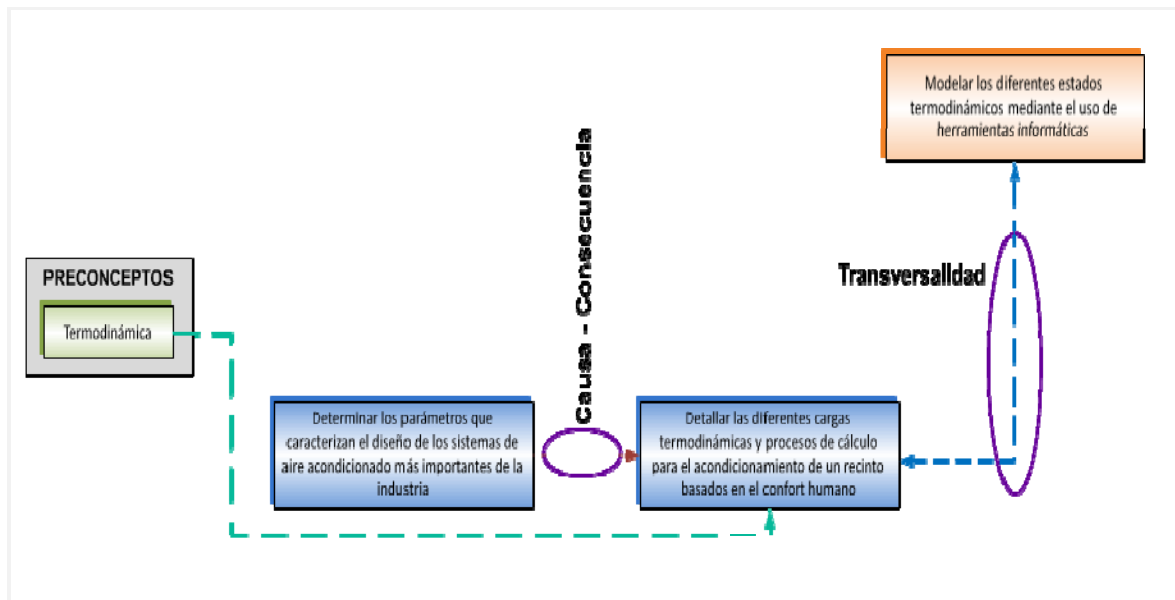 Modelar los diferentes estados
termodinámicos mediante el uso de
herramientas informáticas
Causa - Consecuencia
Transversalidad
PRECONCEPTOS
Termodinámica
Determinar los parámetros que
caracterizan el diseño de los sistemas de
aire acondicionado más importantes de la
industria
Detallar las diferentes cargas
termodinámicas y procesos de cálculo
para el acondicionamiento de un recinto
basados en el confort humano